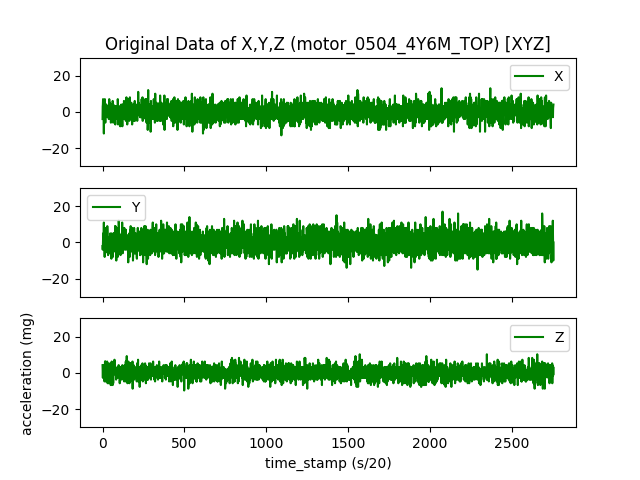 Original Data of X,Y,Z (motor_0504_4Y6M_TOP) [XYZ]
20
0
−20
X
20
0
−20
Y
20
0
−20
Z
acceleration (mg)
0 500 1000 1500 2000 2500
time_stamp (s/20)